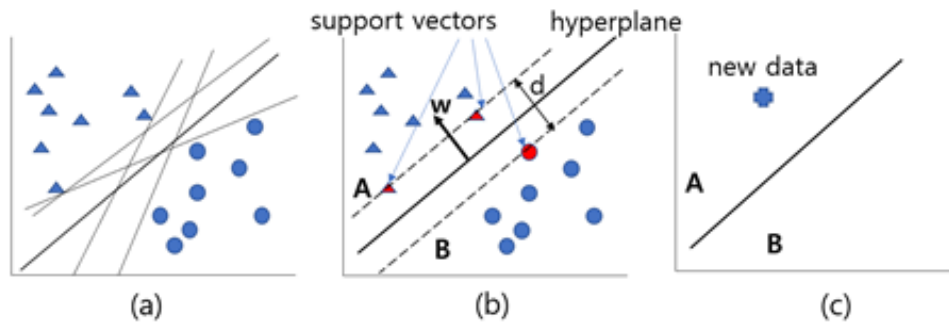 support vectors
hyperplane
new data
d
w
A
B
A
B
(a)
(b)
(c)